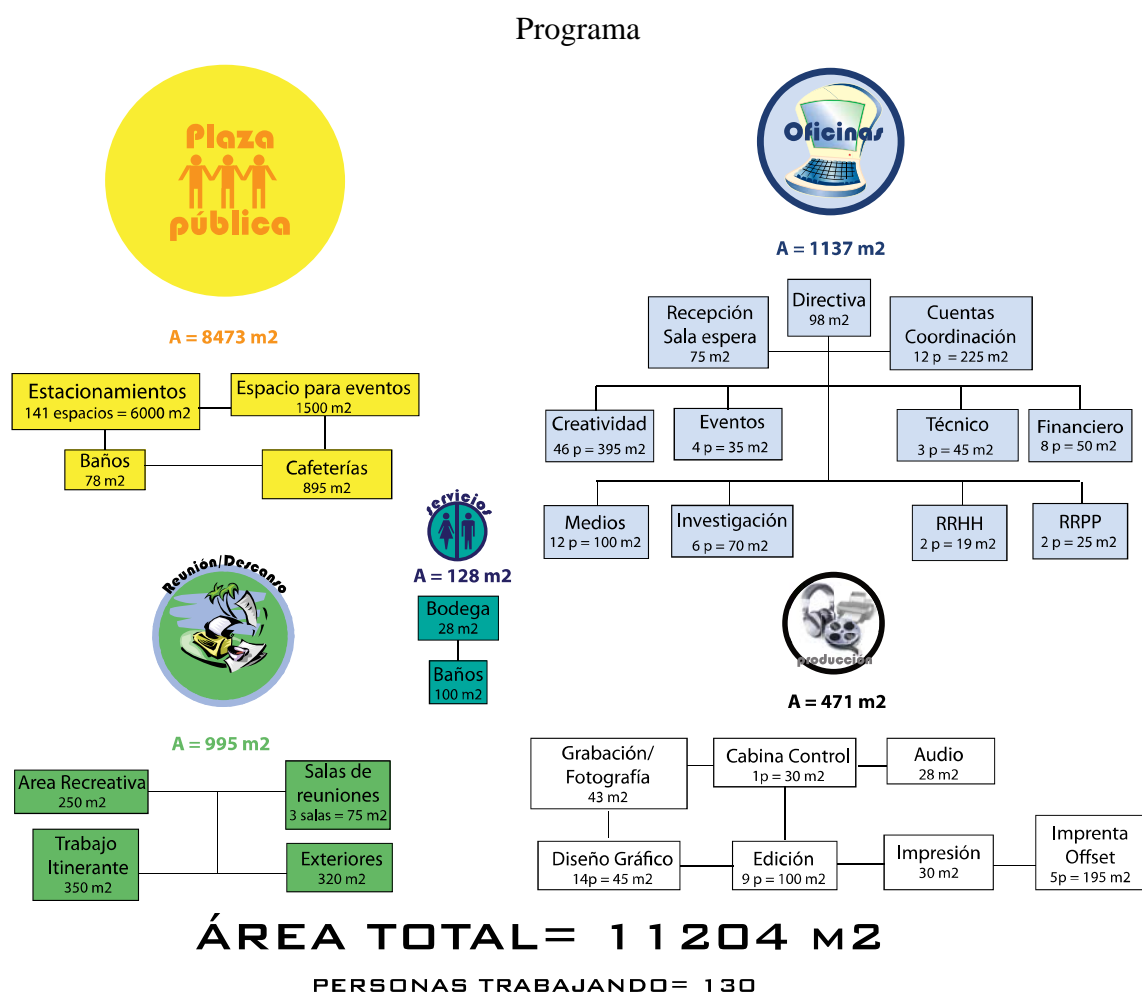 Programa
Plaza
pública
A = 8473 m2
Estacionamientos
141 espacios = 6000 m2
Espacio para eventos
1500 m2
Baños
78 m2
Cafeterías
895 m2
Oficinas
A = 1137 m2
Recepción
Sala espera
75 m2
Directiva
98 m2
Cuentas
Coordinación
12 p = 225 m2
Creatividad
46 p = 395 m2
Eventos
4 p = 35 m2
Técnico
3 p = 45 m2
Financiero
8 p = 50 m2
Medios
12 p = 100 m2
Investigación
6 p = 70 m2
RRHH
2 p = 19 m2
RRPP
2 p = 25 m2
servicios
A = 128 m2
Bodega
28 m2
Baños
100 m2
Reunión/Descanso
A = 995 m2
Area Recreativa
250 m2
Salas de
reuniones
3 salas = 75 m2
Trabajo
Itinerante
350 m2
Exteriores
320 m2
producción
A = 471 m2
Grabación/
Fotografía
43 m2
Cabina Control
1p = 30 m2
Audio
28 m2
Diseño Gráfico
14p = 45 m2
Edición
9 p = 100 m2
Impresión
30 m2
Imprenta
Offset
5p = 195 m2
ÁREA TOTAL= 11204 M2
PERSONAS TRABAJANDO= 130